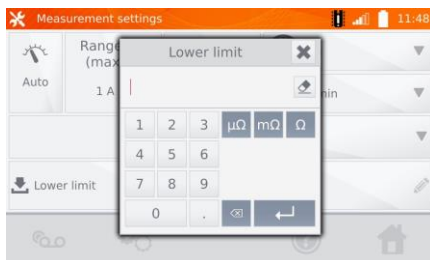 Measurement settings
11:48
Range
(max
Auto
1 A
Lower limit
min
1 2 3 µΩ mΩ Ω
4 5 6
7 8 9
0 .
Lower limit